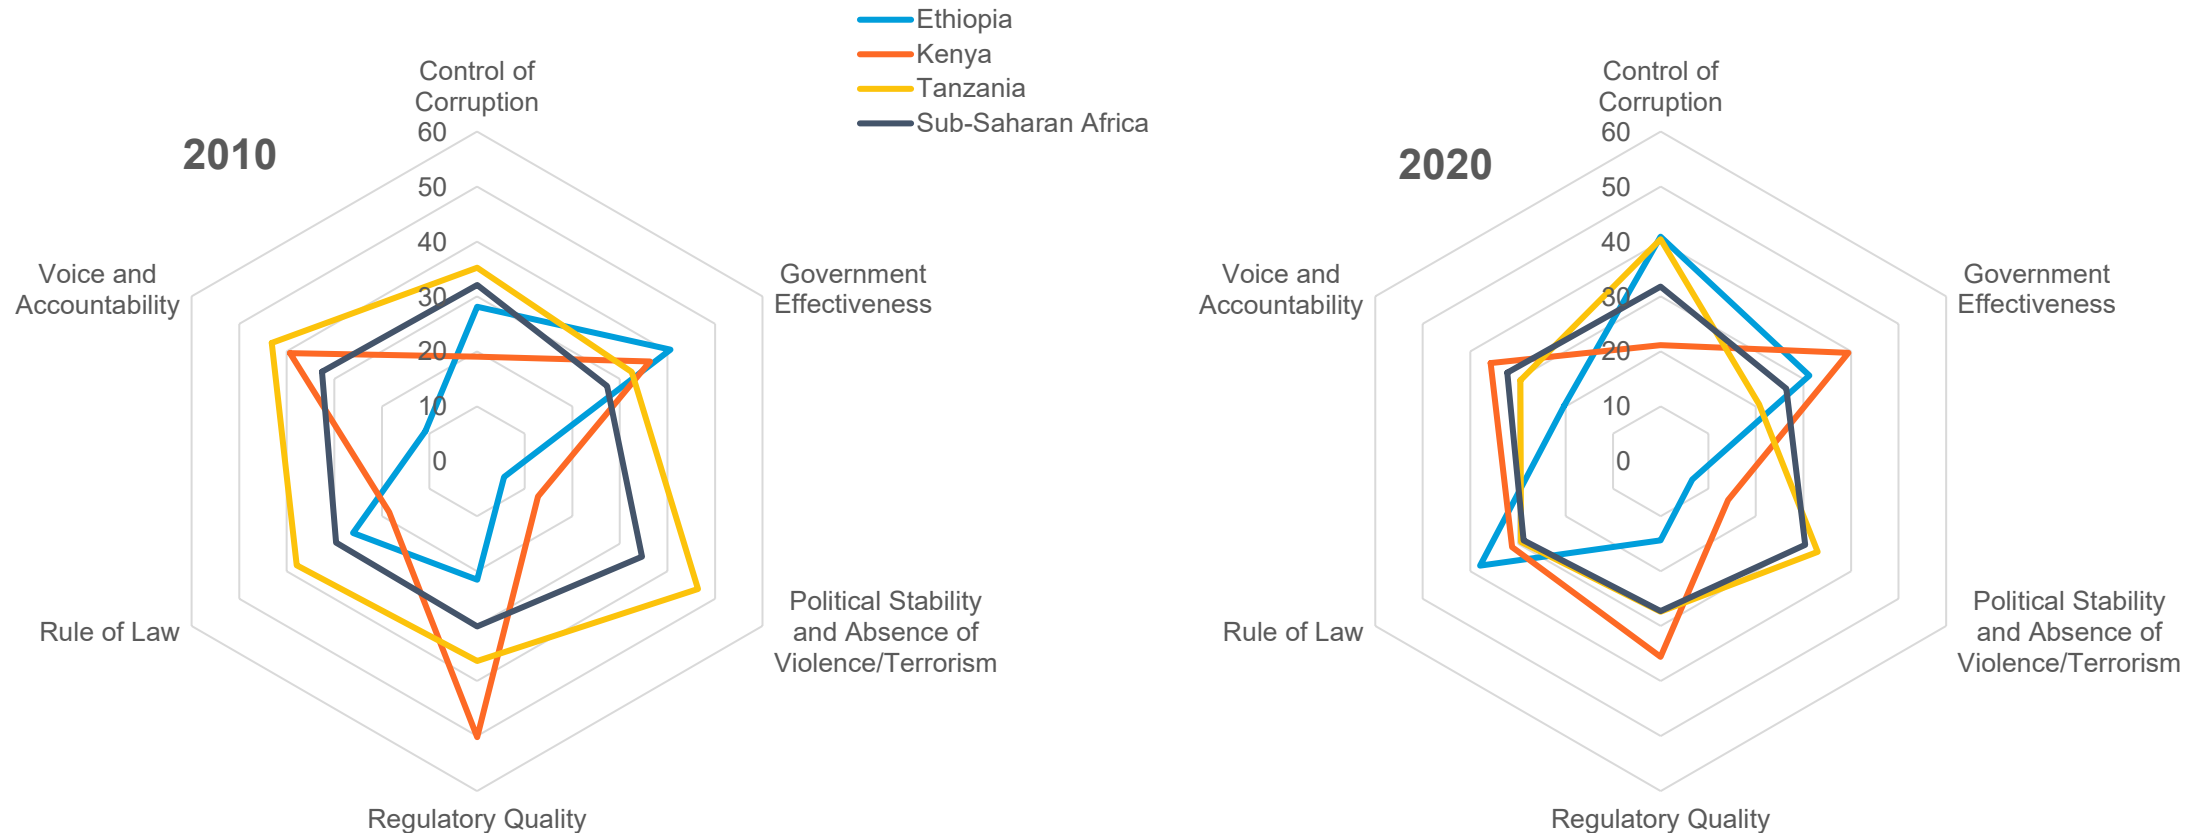 Ethiopia
Kenya
Tanzania
Sub-Saharan Africa
2010
Control of
Corruption
60
50
40
30
20
10
0
Government
Effectiveness
Political Stability
and Absence of
Violence/Terrorism
Regulatory Quality
Rule of Law
Voice and
Accountability
2020
Control of
Corruption
60
50
40
30
20
10
0
Government
Effectiveness
Political Stability
and Absence of
Violence/Terrorism
Regulatory Quality
Rule of Law
Voice and
Accountability